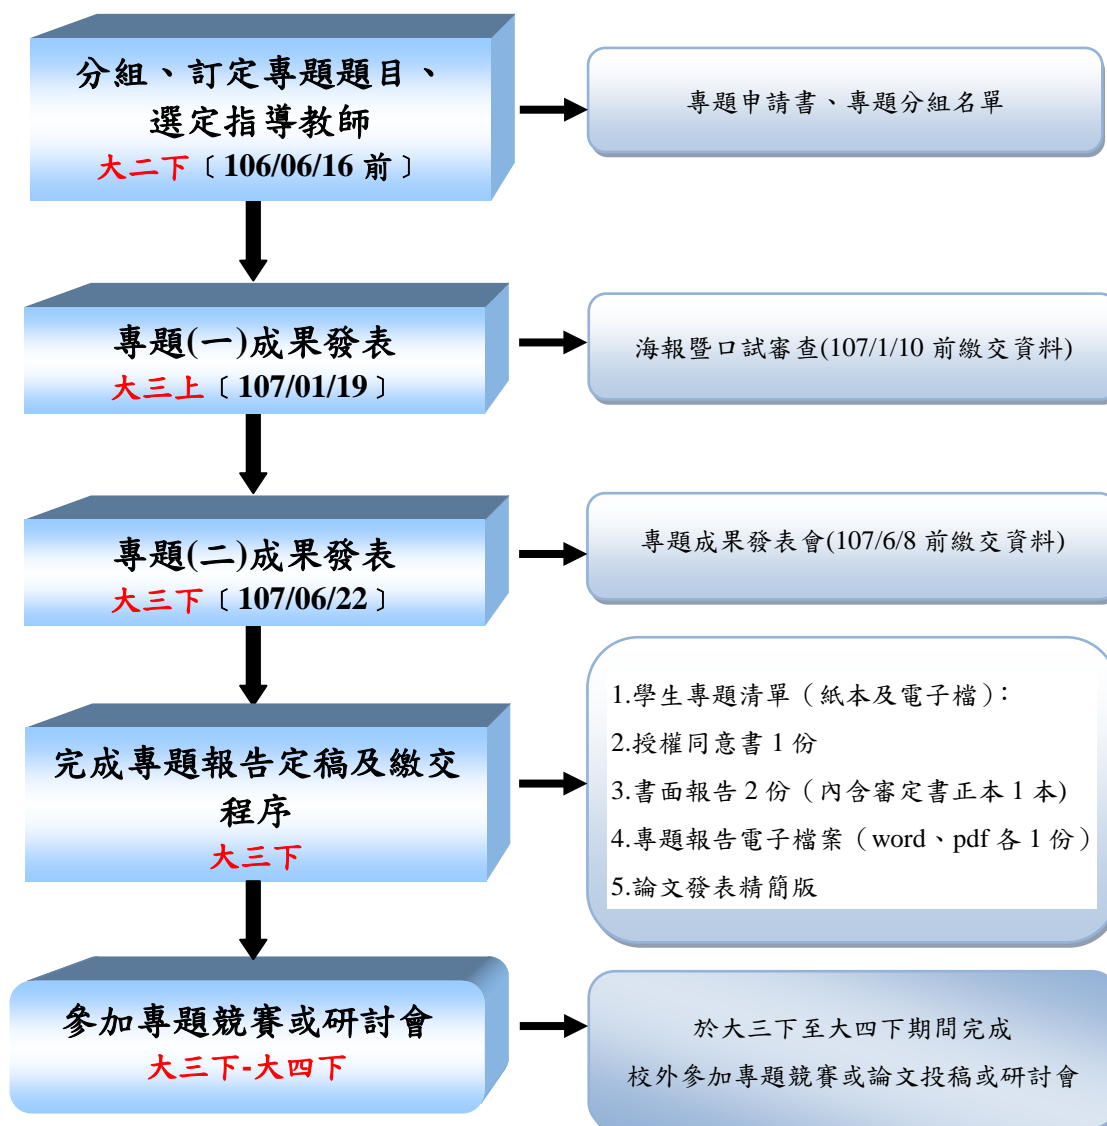 分組、訂定專題題目、
選定指導教師
大二下﹝106/06/16 前﹞
專題申請書、專題分組名單
專題(一)成果發表
大三上﹝107/01/19﹞
海報暨口試審查(107/1/10 前繳交資料)
專題(二)成果發表
大三下﹝107/06/22﹞
專題成果發表會(107/6/8 前繳交資料)
完成專題報告定稿及繳交
程序
大三下
1.學生專題清單（紙本及電子檔）：
2.授權同意書 1 份
3.書面報告 2 份（內含審定書正本 1 本)
4.專題報告電子檔案（word、pdf 各 1 份）
5.論文發表精簡版
參加專題競賽或研討會
大三下-大四下
於大三下至大四下期間完成
校外參加專題競賽或論文投稿或研討會